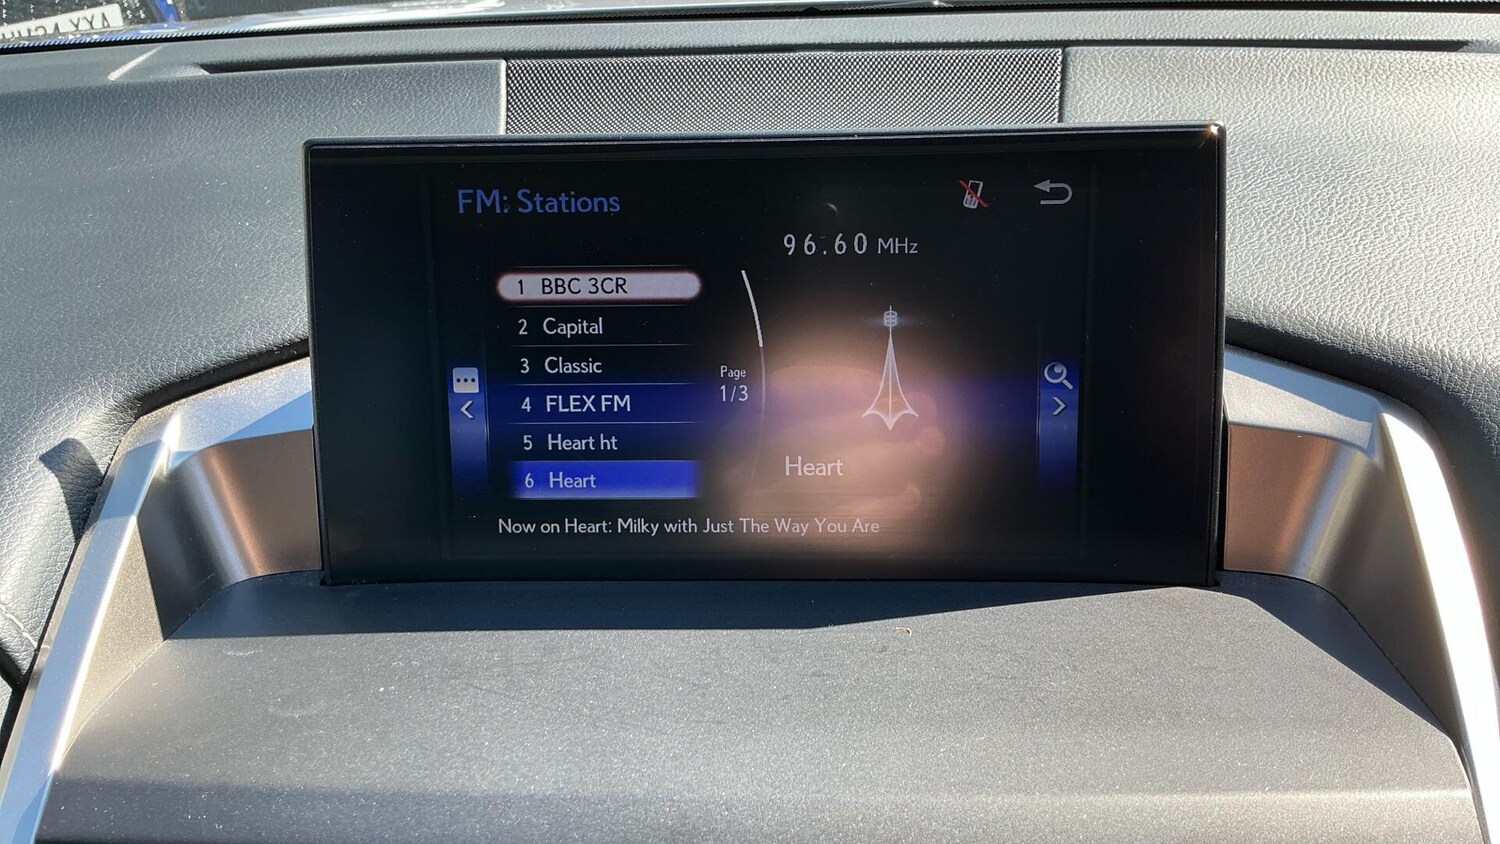 FM: Stations
96.60 MHz
1 BBC 3CR
2 Capital
3 Classic
Page
1/3
4 FLEX FM
5 Heart ht
6 Heart
Heart
Now on Heart: Milky with Just The Way You Are